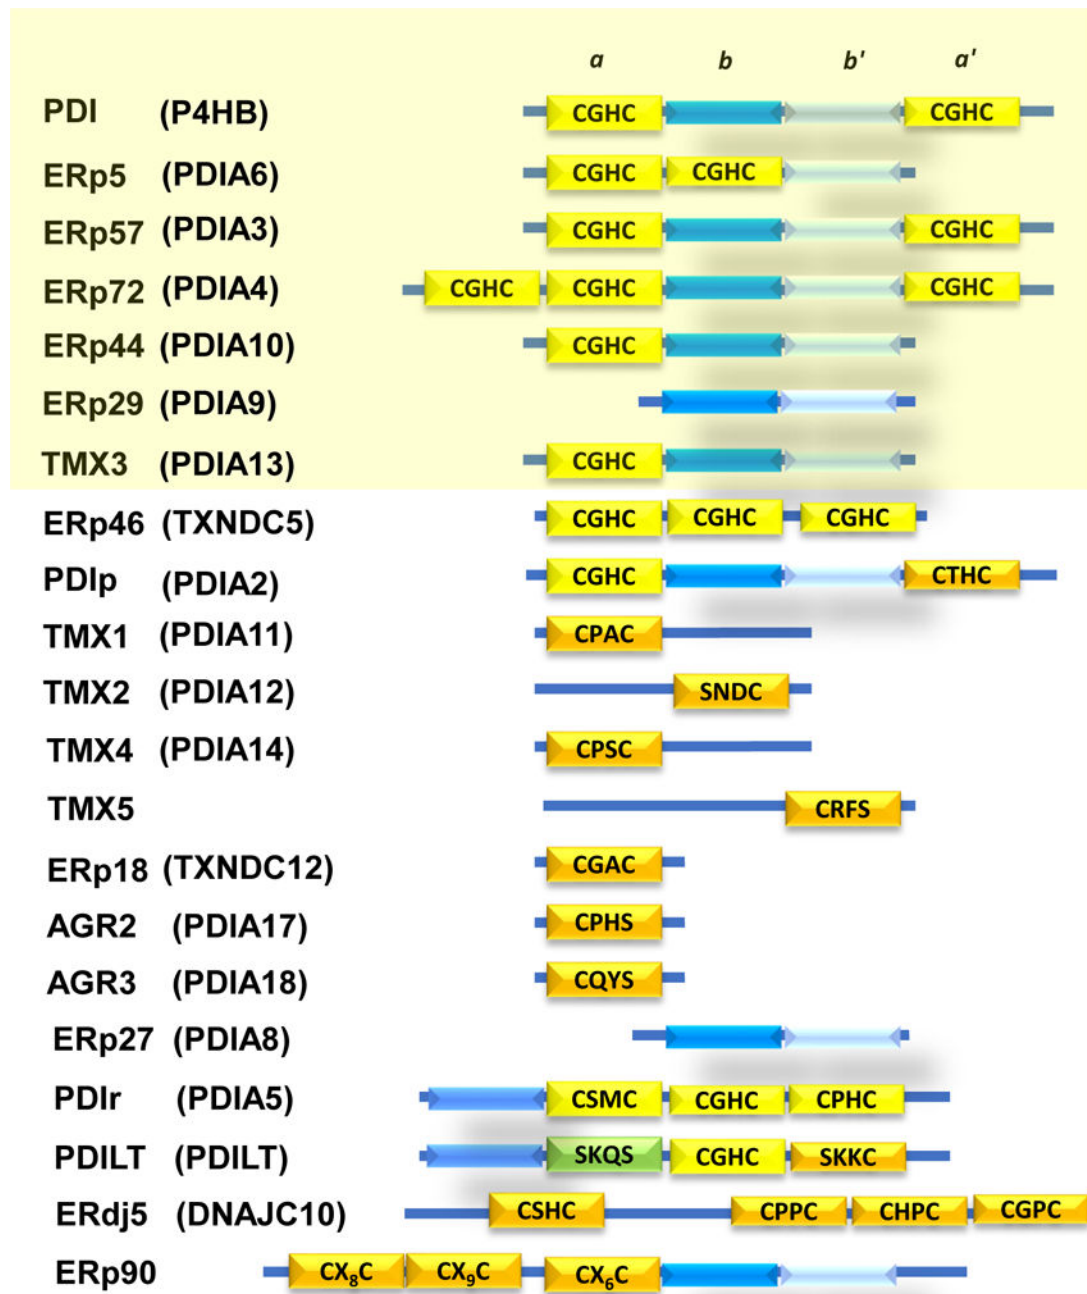 a b b' a'
PDI (P4HB) CGHC CGHC
ERp5 (PDIA6) CGHC CGHC
ERp57 (PDIA3) CGHC CGHC
ERp72 (PDIA4) CGHC CGHC CGHC
ERp44 (PDIA10) CGHC
ERp29 (PDIA9)
TMX3 (PDIA13) CGHC
ERp46 (TXNDC5) CGHC CGHC CGHC
PDIp (PDIA2) CGHC CTHC
TMX1 (PDIA11) CPAC
TMX2 (PDIA12) SNDC
TMX4 (PDIA14) CPSC
TMX5 CRFS
ERp18 (TXNDC12) CGAC
AGR2 (PDIA17) CPHS
AGR3 (PDIA18) CQYS
ERp27 (PDIA8)
PDIr (PDIA5) CSMC CGHC CPHC
PDILT (PDILT) SKQS CGHC SKKC
ERdj5 (DNAJC10) CSHC CPPC CHPC CGPC
ERp90 CX₈C CX₉C CX₆C